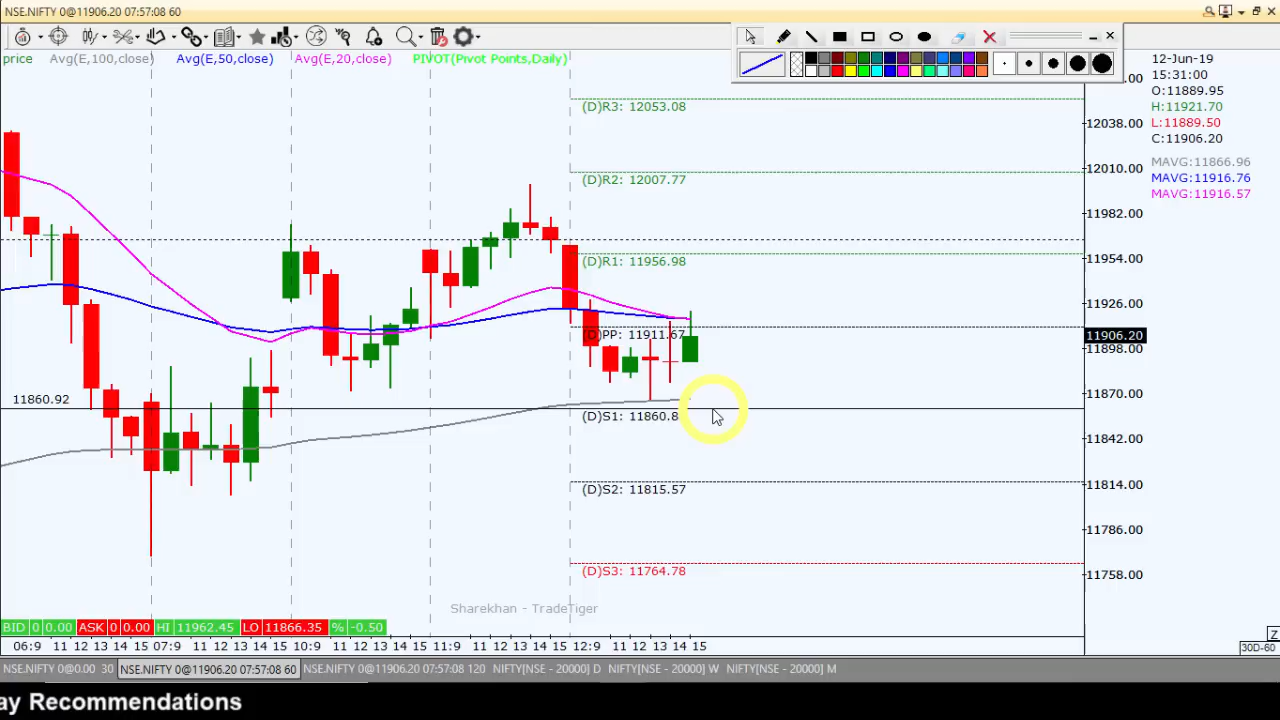 NSE.NIFTY 0@11906.20 07:57:08 60
price Avg(E,100,close) Avg(E,50,close) Avg(E,20,close) PIVOT(Pivot Points,Daily)
12-Jun-19
15:31:00
O:11889.95
H:11921.70
L:11889.50
C:11906.20
MAVG:11866.96
MAVG:11916.76
MAVG:11916.57
(D)R3: 12053.08
12038.00
12010.00
(D)R2: 12007.77
11982.00
(D)R1: 11956.98
11954.00
11926.00
(D)PP: 11911.67
11906.20
11898.00
11870.00
11860.92
(D)S1: 11860.8
11842.00
(D)S2: 11815.57
11814.00
11786.00
(D)S3: 11764.78
11758.00
Sharekhan - TradeTiger
BID 0 0.00 ASK 0 0.00 HI 11962.45 LO 11866.35 % -0.50
06:9 11 12 13 14 15 07:9 11 12 13 14 15 10:9 11 12 13 14 15 11:9 11 12 13 14 15 12:9 11 12 13 14 15
30D-60
NSE.NIFTY 0@0.00 30 NSE.NIFTY 0@11906.20 07:57:08 60 NSE.NIFTY 0@11906.20 07:57:08 120 NIFTY[NSE - 20000] D NIFTY[NSE - 20000] W NIFTY[NSE - 20000] M
ay Recommendations